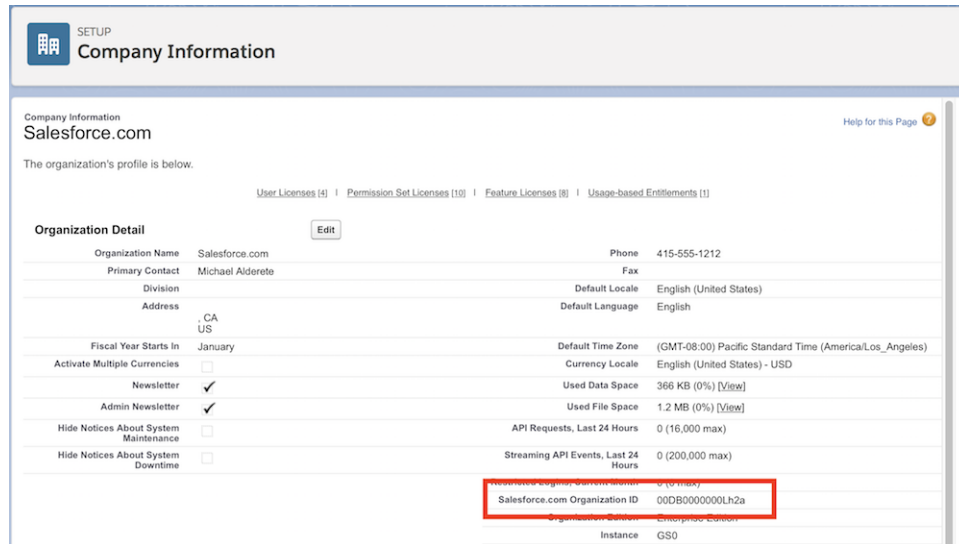 SETUP
Company Information
Company Information
Salesforce.com
Help for this Page ?
The organization's profile is below.
User Licenses [4] | Permission Set Licenses [10] | Feature Licenses [8] | Usage-based Entitlements [1]
Organization Detail Edit
Organization Name Salesforce.com Phone 415-555-1212
Primary Contact Michael Alderete Fax
Division Default Locale English (United States)
Address , CA Default Language English
US
Fiscal Year Starts In January Default Time Zone (GMT-08:00) Pacific Standard Time (America/Los_Angeles)
Activate Multiple Currencies Currency Locale English (United States) - USD
Newsletter Used Data Space 366 KB (0%) [View]
Admin Newsletter Used File Space 1.2 MB (0%) [View]
Hide Notices About System API Requests, Last 24 Hours 0 (16,000 max)
Maintenance
Hide Notices About System Streaming API Events, Last 24 0 (200,000 max)
Downtime Hours
Restricted Logins, Current Month 0 (0 max)
Salesforce.com Organization ID 00DB0000000Lh2a
Organization Edition Enterprise Edition
Instance GS0